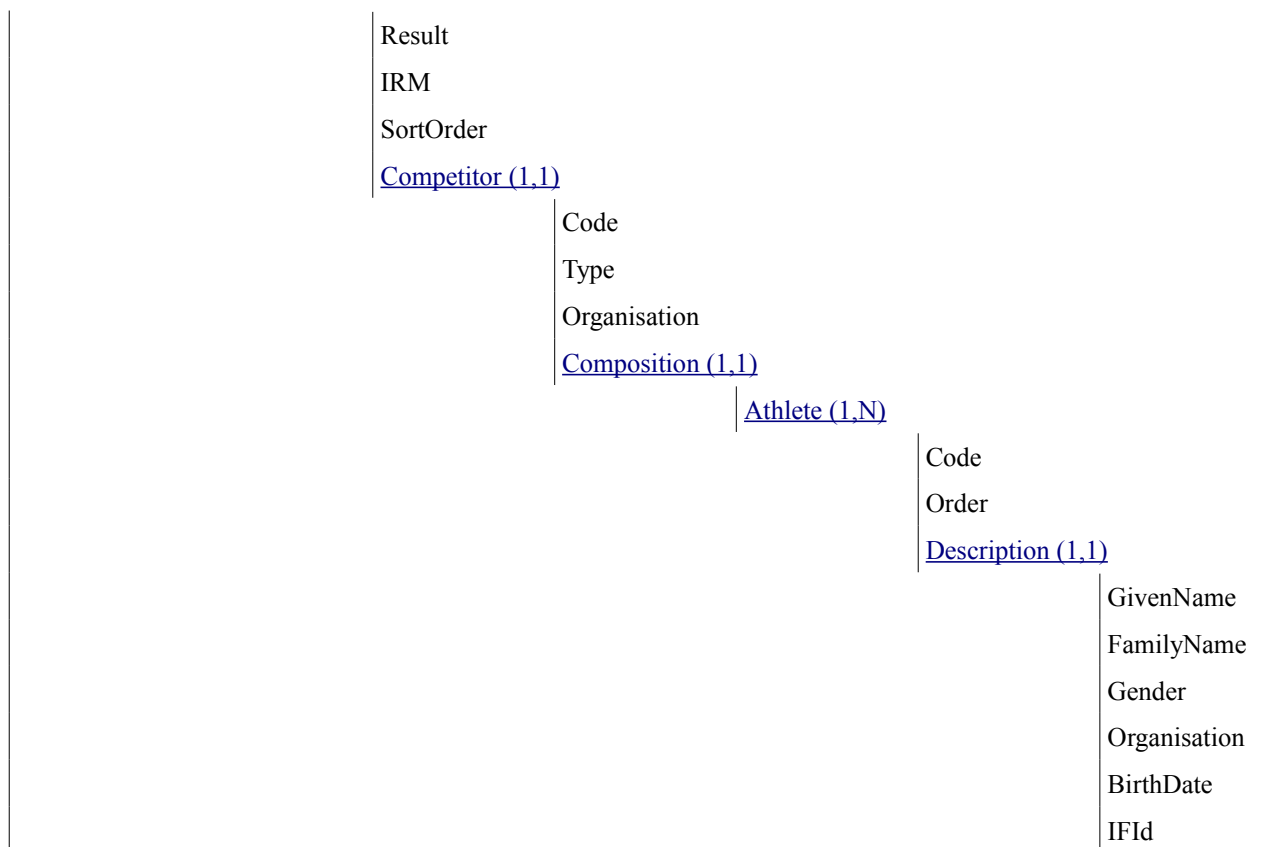 Result
IRM
SortOrder
Competitor (1,1)
Code
Type
Organisation
Composition (1,1)
Athlete (1,N)
Code
Order
Description (1,1)
GivenName
FamilyName
Gender
Organisation
BirthDate
IFId